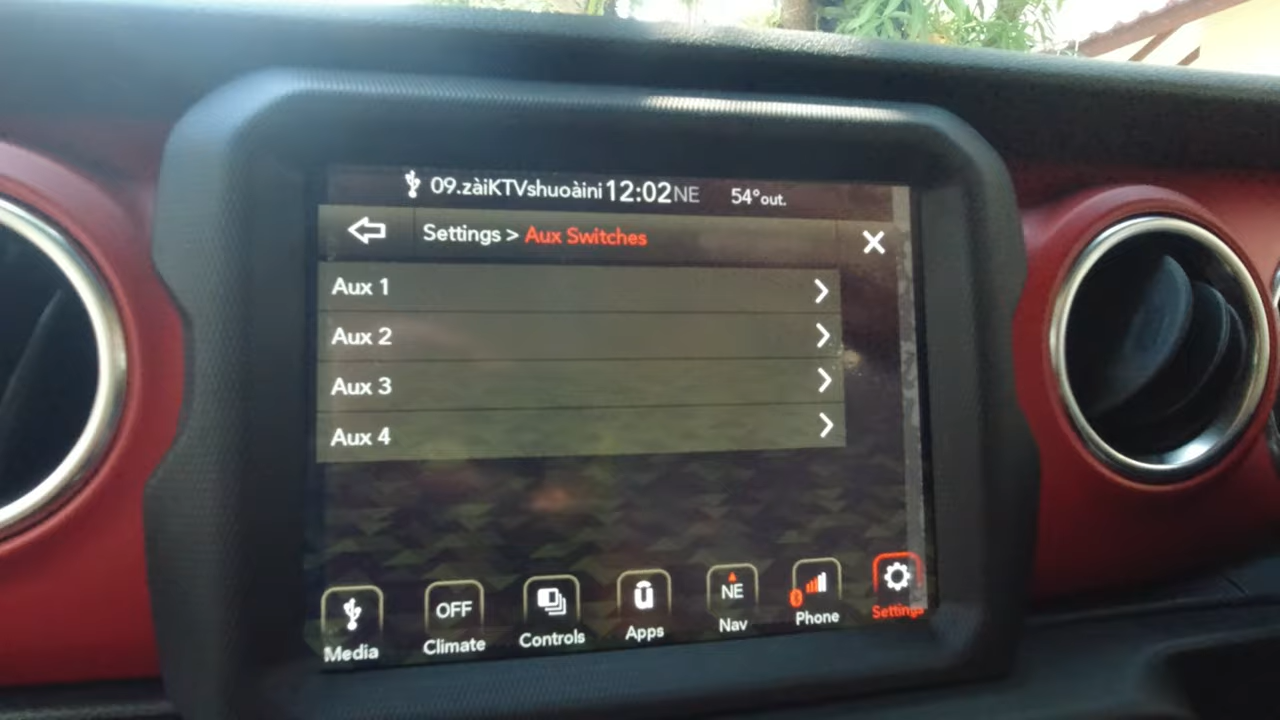 09.zàiKTVshuoàini 12:02 NE 54°out.
Settings > Aux Switches
Aux 1
Aux 2
Aux 3
Aux 4
OFF
NE
Media Climate Controls Apps Nav Phone Settings